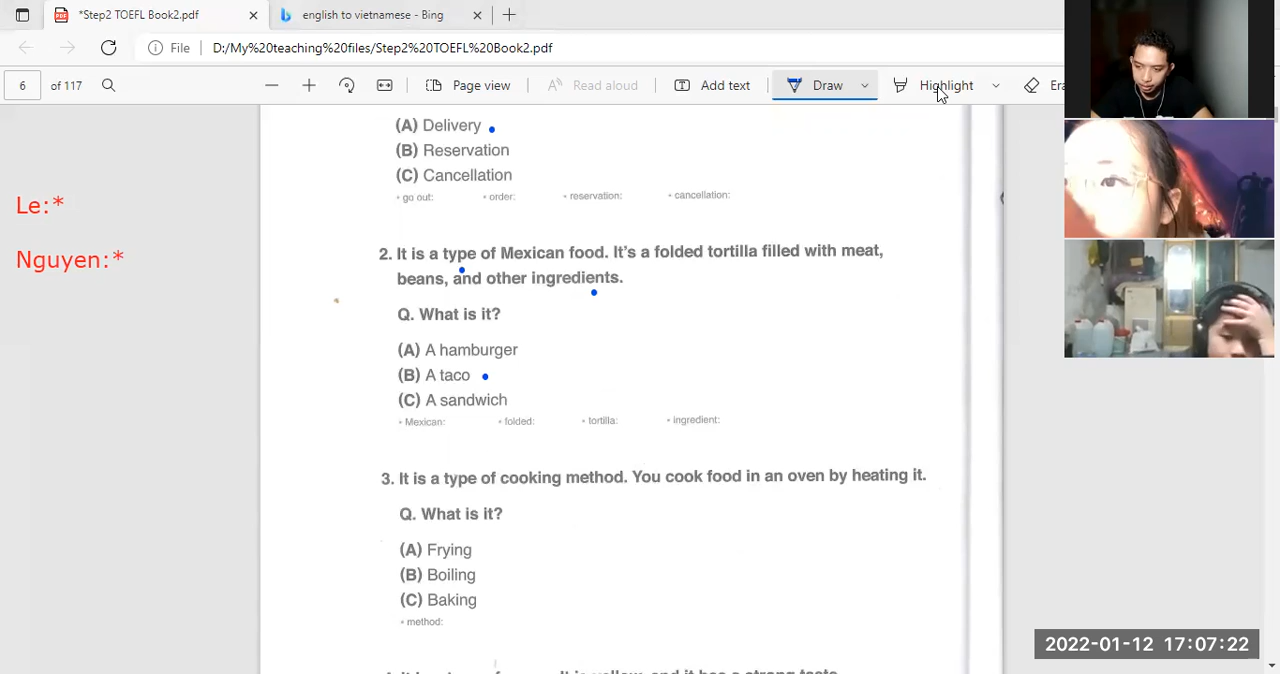 *Step2 TOEFL Book2.pdf
english to vietnamese - Bing
File D:/My%20teaching%20files/Step2%20TOEFL%20Book2.pdf
6 of 117 Page view Read aloud Add text Draw Highlight
Le:*
Nguyen:*
(A) Delivery
(B) Reservation
(C) Cancellation
• go out: • order: • reservation: • cancellation:
2. It is a type of Mexican food. It's a folded tortilla filled with meat,
beans, and other ingredients.
Q. What is it?
(A) A hamburger
(B) A taco
(C) A sandwich
• Mexican: • folded: • tortilla: • ingredient:
3. It is a type of cooking method. You cook food in an oven by heating it.
Q. What is it?
(A) Frying
(B) Boiling
(C) Baking
• method:
2022-01-12 17:07:22